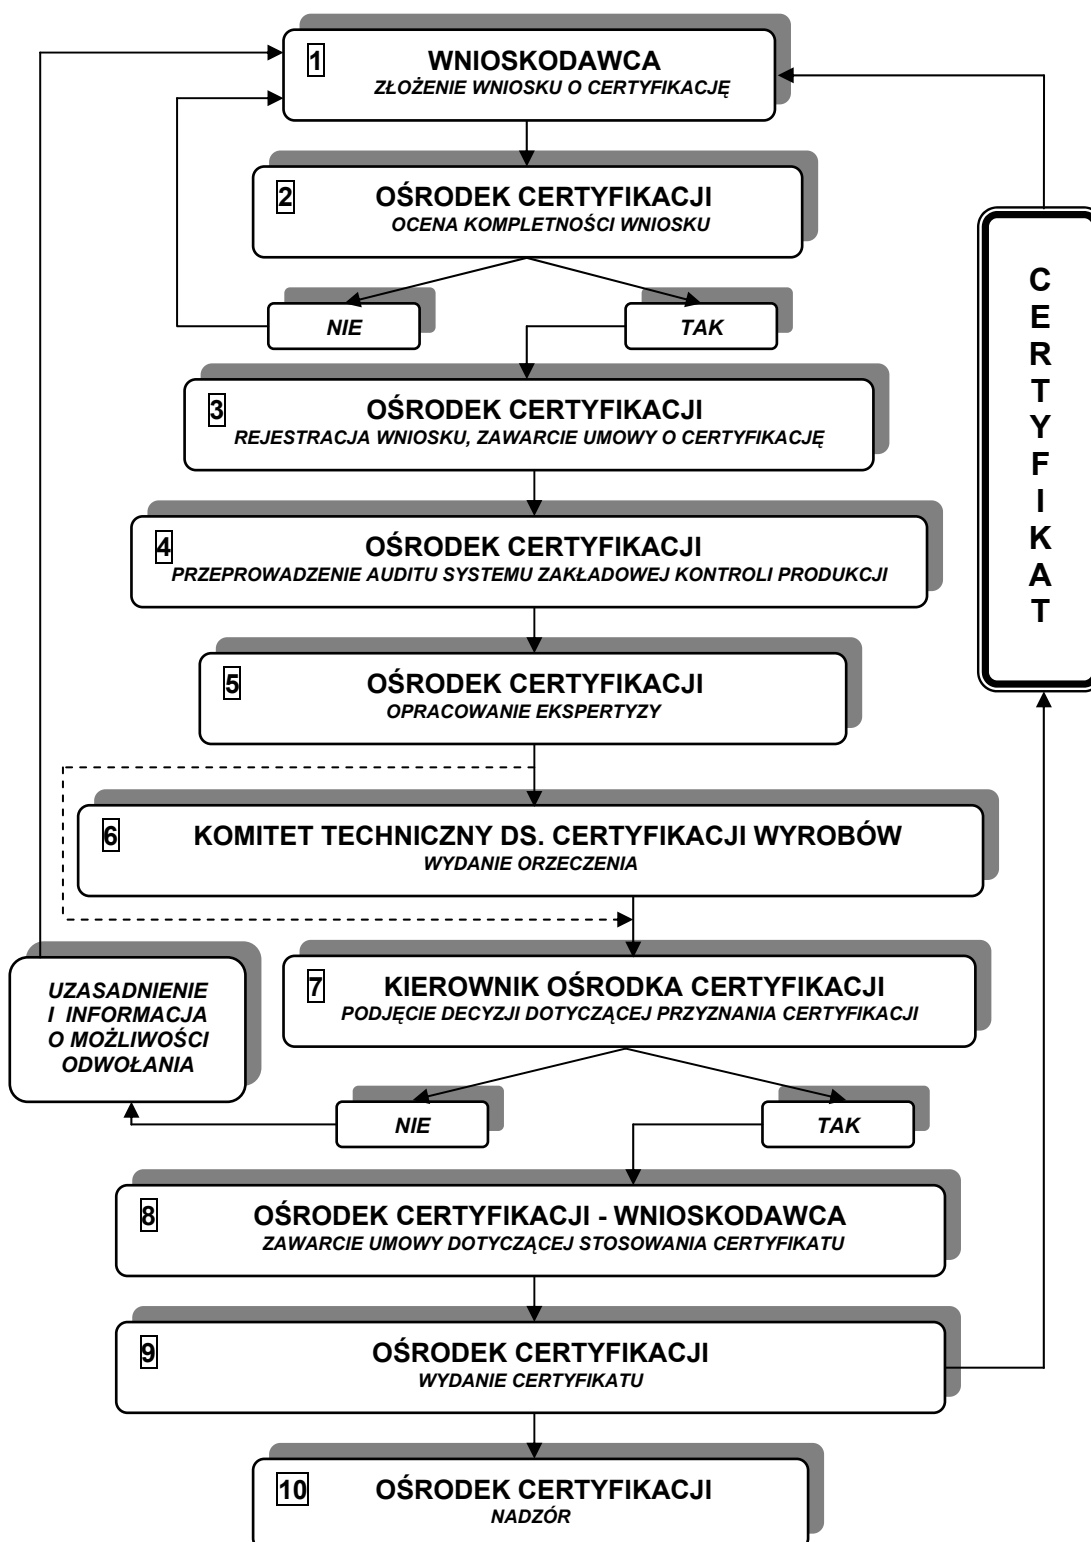 1 WNIOSKODAWCA
ZŁOŻENIE WNIOSKU O CERTYFIKACJĘ
2 OŚRODEK CERTYFIKACJI
OCENA KOMPLETNOŚCI WNIOSKU
NIE
TAK
3 OŚRODEK CERTYFIKACJI
REJESTRACJA WNIOSKU, ZAWARCIE UMOWY O CERTYFIKACJĘ
4 OŚRODEK CERTYFIKACJI
PRZEPROWADZENIE AUDITU SYSTEMU ZAKŁADOWEJ KONTROLI PRODUKCJI
5 OŚRODEK CERTYFIKACJI
OPRACOWANIE EKSPERTYZY
6 KOMITET TECHNICZNY DS. CERTYFIKACJI WYROBÓW
WYDANIE ORZECZENIA
7 KIEROWNIK OŚRODKA CERTYFIKACJI
PODJĘCIE DECYZJI DOTYCZĄCEJ PRZYZNANIA CERTYFIKACJI
UZASADNIENIE
I INFORMACJA
O MOŻLIWOŚCI
ODWOŁANIA
NIE
TAK
8 OŚRODEK CERTYFIKACJI - WNIOSKODAWCA
ZAWARCIE UMOWY DOTYCZĄCEJ STOSOWANIA CERTYFIKATU
9 OŚRODEK CERTYFIKACJI
WYDANIE CERTYFIKATU
10 OŚRODEK CERTYFIKACJI
NADZÓR
CERTYFIKAT